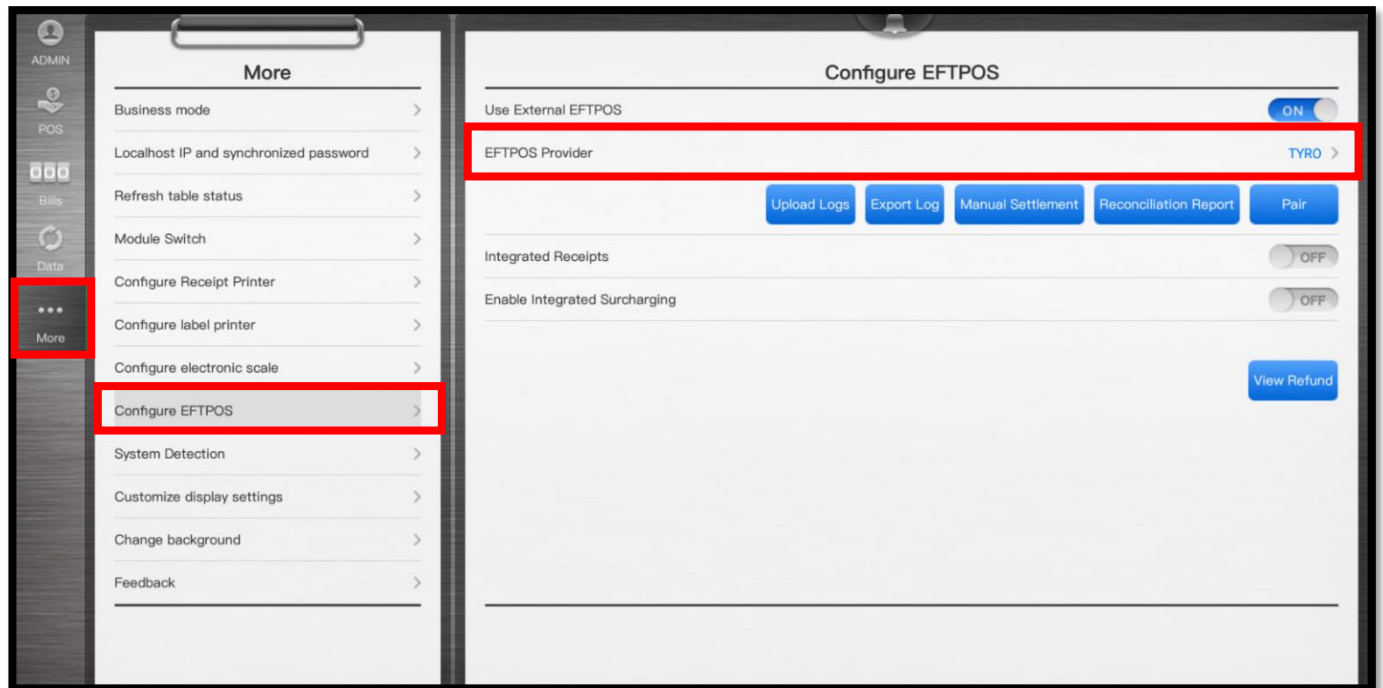 ADMIN
POS
Bills
Data
More
More
Business mode
Localhost IP and synchronized password
Refresh table status
Module Switch
Configure Receipt Printer
Configure label printer
Configure electronic scale
Configure EFTPOS
System Detection
Customize display settings
Change background
Feedback
Configure EFTPOS
Use External EFTPOS ON
EFTPOS Provider TYRO
Upload Logs Export Log Manual Settlement Reconciliation Report Pair
Integrated Receipts OFF
Enable Integrated Surcharging OFF
View Refund